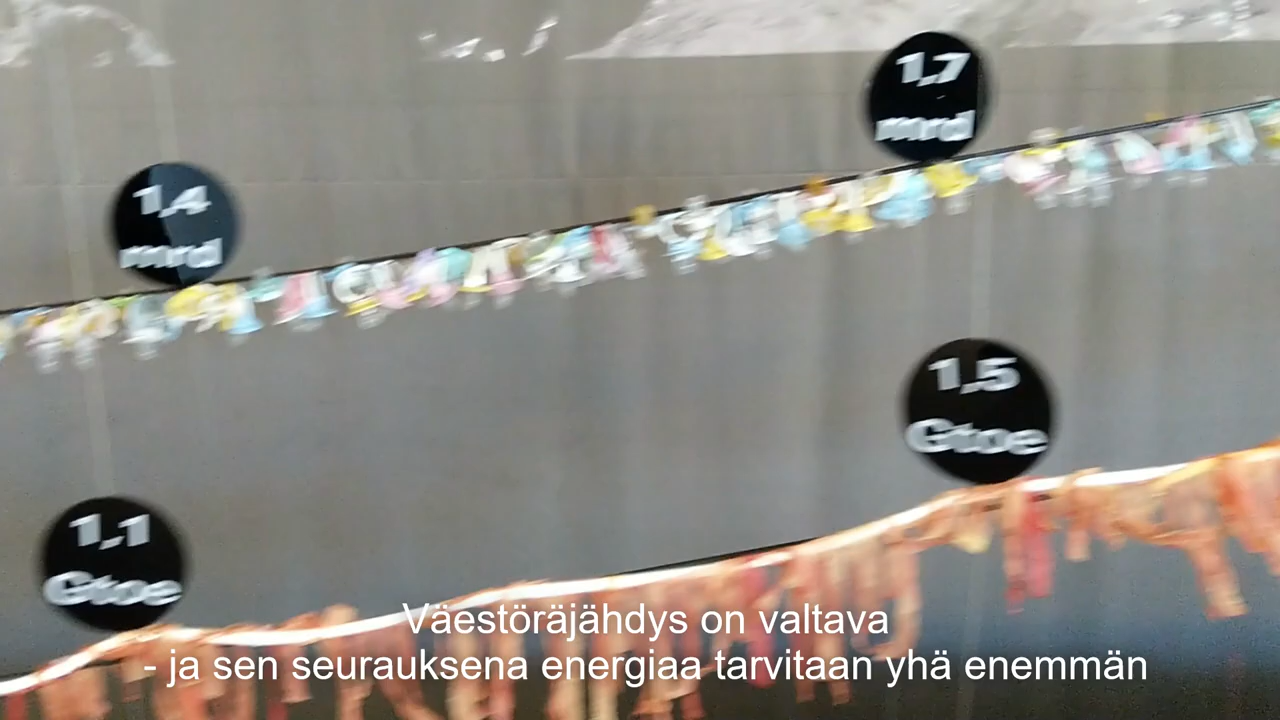 1,7
mrd
1,4
mrd
1,5
Gtoe
1,1
Gtoe
Väestöräjähdys on valtava
- ja sen seurauksena energiaa tarvitaan yhä enemmän